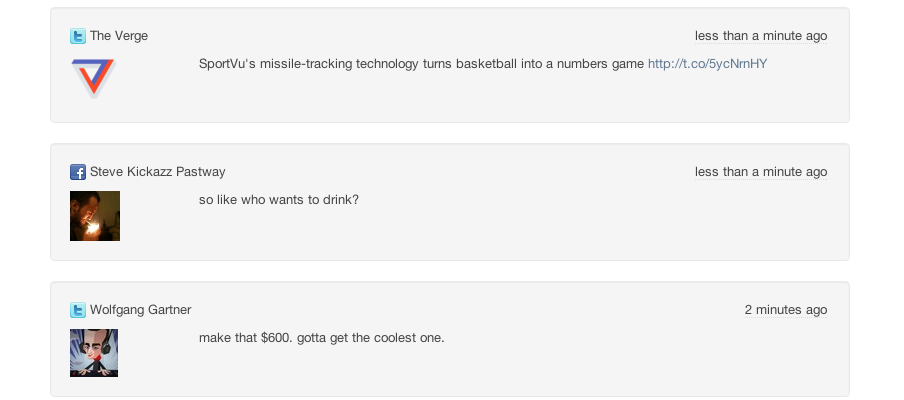 The Verge
less than a minute ago
SportVu's missile-tracking technology turns basketball into a numbers game http://t.co/5ycNrnHY
Steve Kickazz Pastway
less than a minute ago
so like who wants to drink?
Wolfgang Gartner
2 minutes ago
make that $600. gotta get the coolest one.